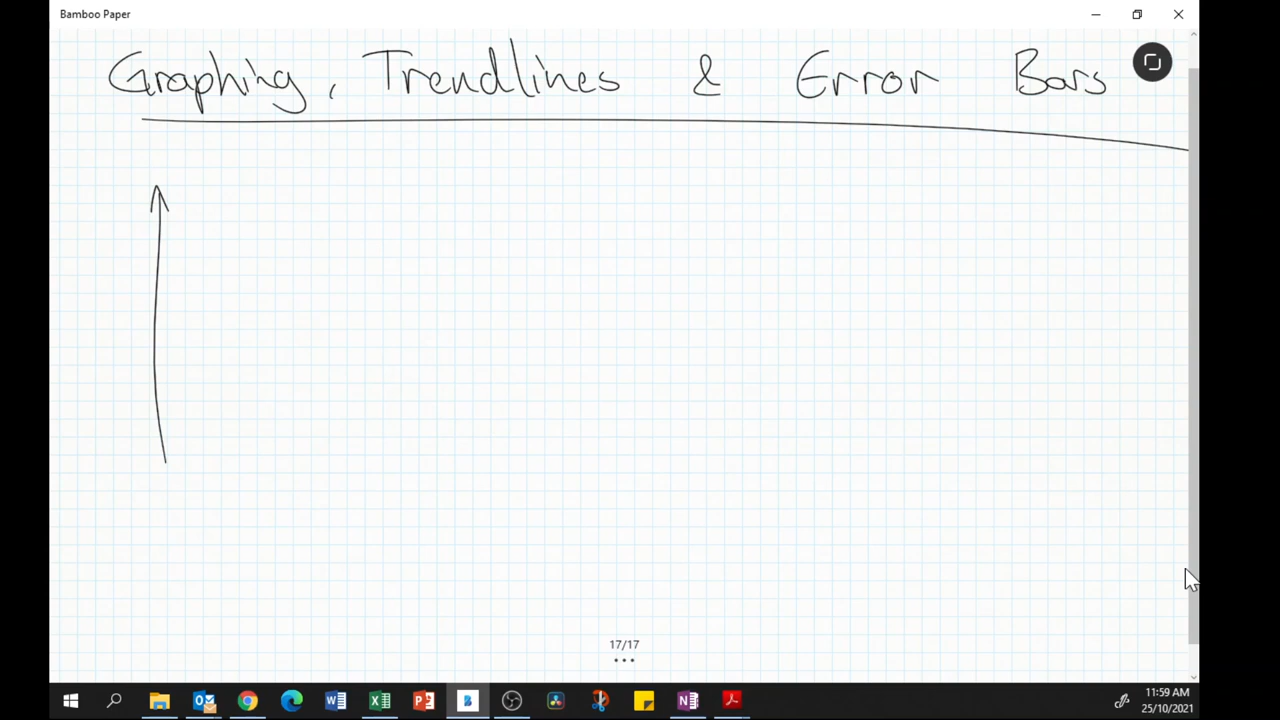 Bamboo Paper
Graphing, Trendlines & Error Bars
17/17
11:59 AM
25/10/2021